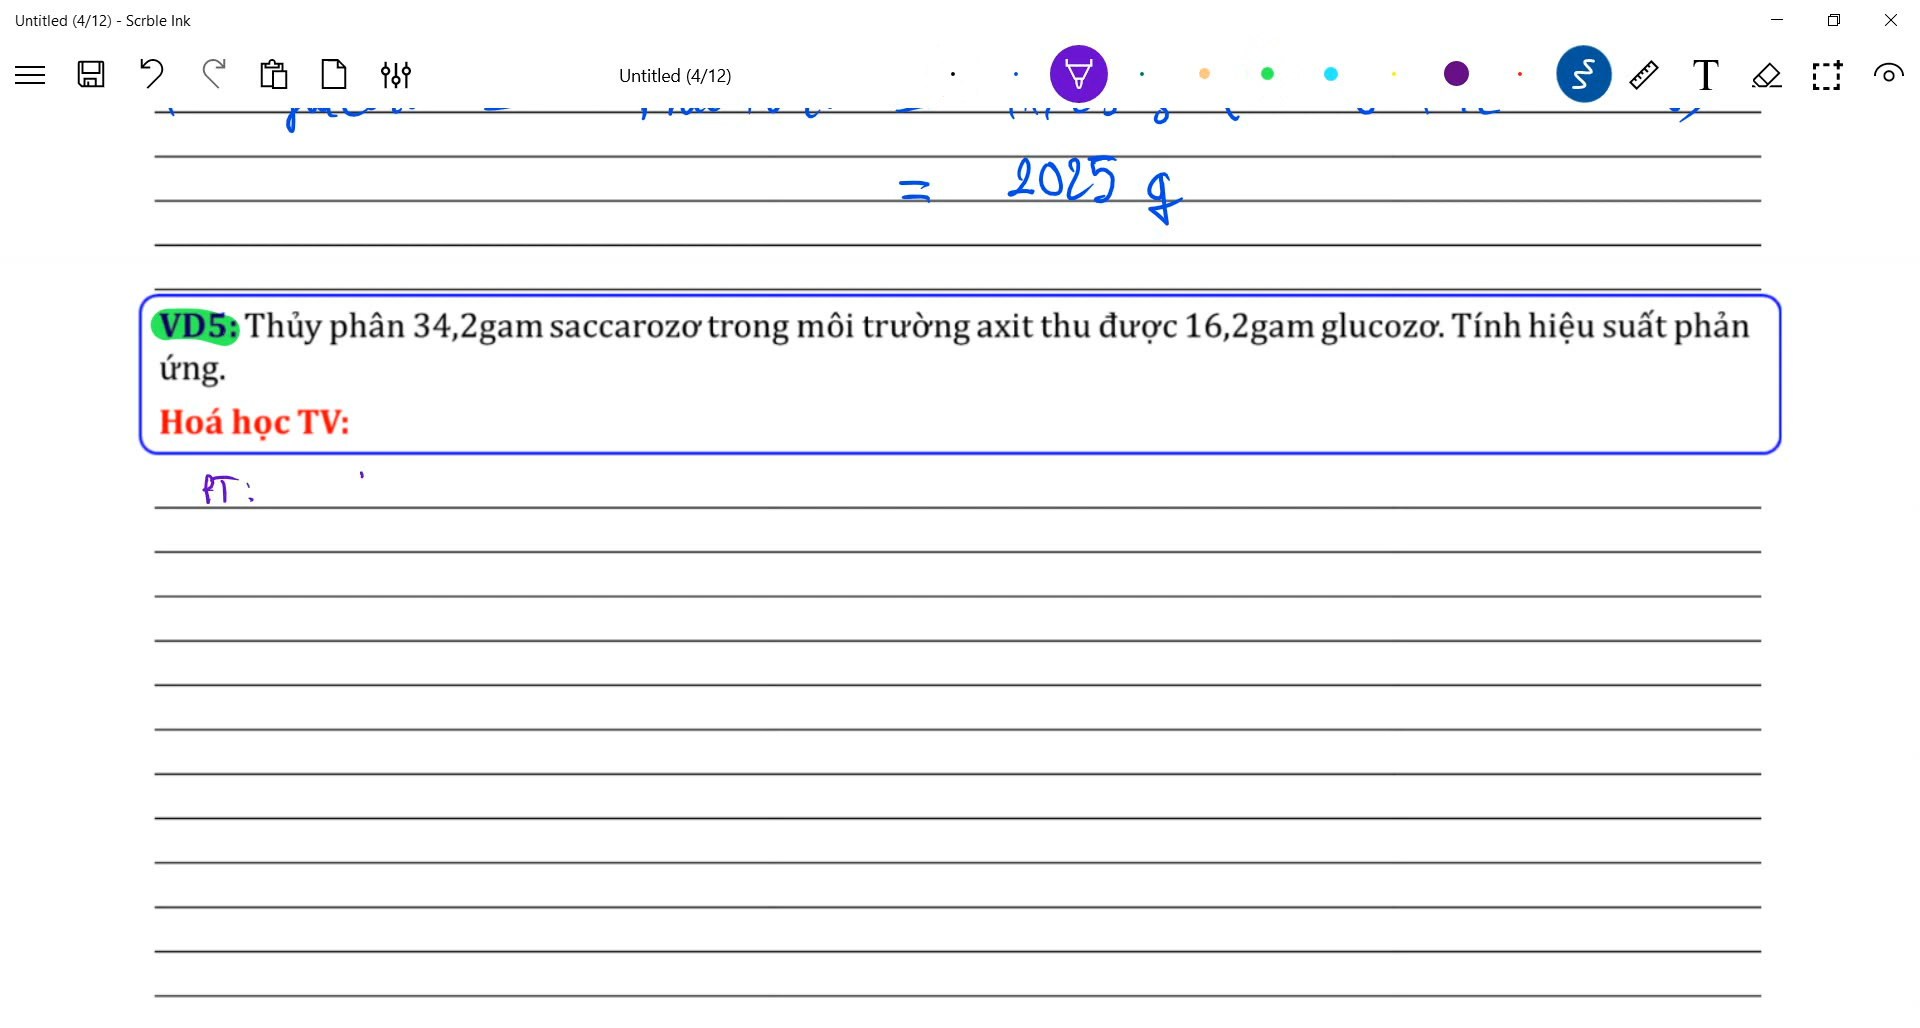 Untitled (4/12) - Scrble Ink
Untitled (4/12)
T
= 2025 g
VD5: Thủy phân 34,2gam saccarozơ trong môi trường axit thu được 16,2gam glucozơ. Tính hiệu suất phản
ứng.
Hoá học TV:
PT: